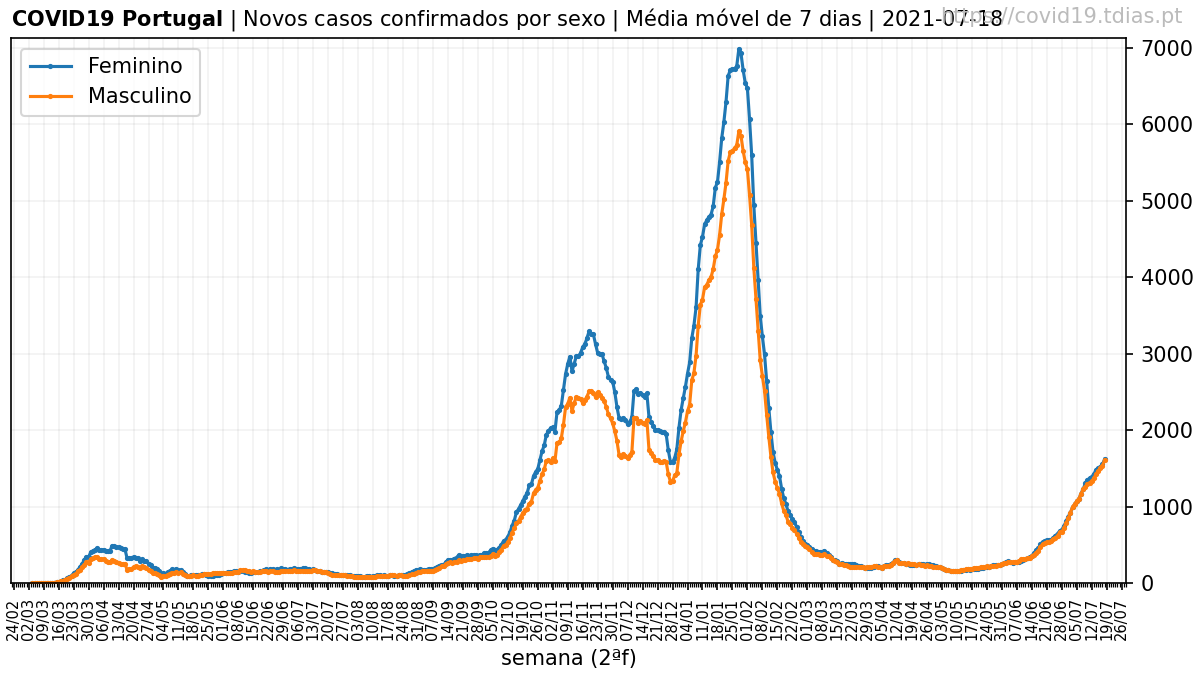 COVID19 Portugal | Novos casos confirmados por sexo | Média móvel de 7 dias | 2021-07-18
https://covid19.tdias.pt
Feminino
Masculino
7000
6000
5000
4000
3000
2000
1000
0
24/02 02/03 09/03 16/03 23/03 30/03 06/04 13/04 20/04 27/04 04/05 11/05 18/05 25/05 01/06 08/06 15/06 22/06 29/06 06/07 13/07 20/07 27/07 03/08 10/08 17/08 24/08 31/08 07/09 14/09 21/09 28/09 05/10 12/10 19/10 26/10 02/11 09/11 16/11 23/11 30/11 07/12 14/12 21/12 28/12 04/01 11/01 18/01 25/01 01/02 08/02 15/02 22/02 01/03 08/03 15/03 22/03 29/03 05/04 12/04 19/04 26/04 03/05 10/05 17/05 24/05 31/05 07/06 14/06 21/06 28/06 05/07 12/07 19/07 26/07
semana (2ªf)